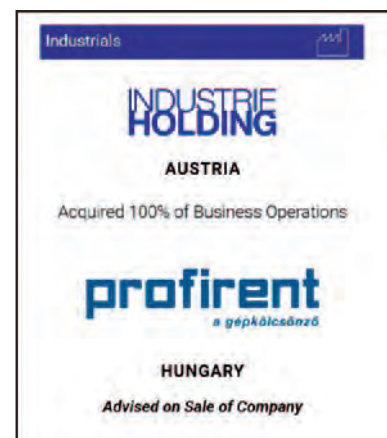 Industrials
INDUSTRIE
HOLDING
AUSTRIA
Acquired 100% of Business Operations
profirent
a gépkölcsönző
HUNGARY
Advised on Sale of Company